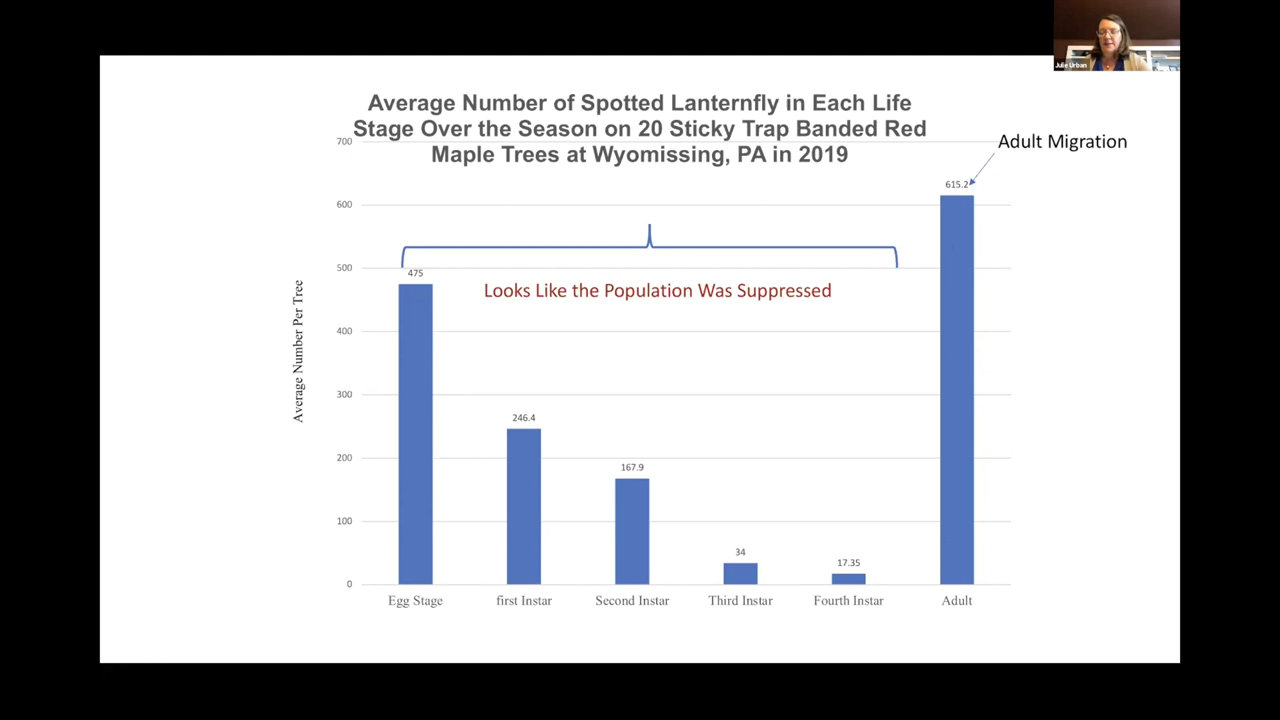 Julie Urban
Average Number of Spotted Lanternfly in Each Life
Stage Over the Season on 20 Sticky Trap Banded Red
Maple Trees at Wyomissing, PA in 2019
Adult Migration
Looks Like the Population Was Suppressed
Average Number Per Tree
700
600
500
400
300
200
100
0
475
246.4
167.9
34
17.35
615.2
Egg Stage
first Instar
Second Instar
Third Instar
Fourth Instar
Adult